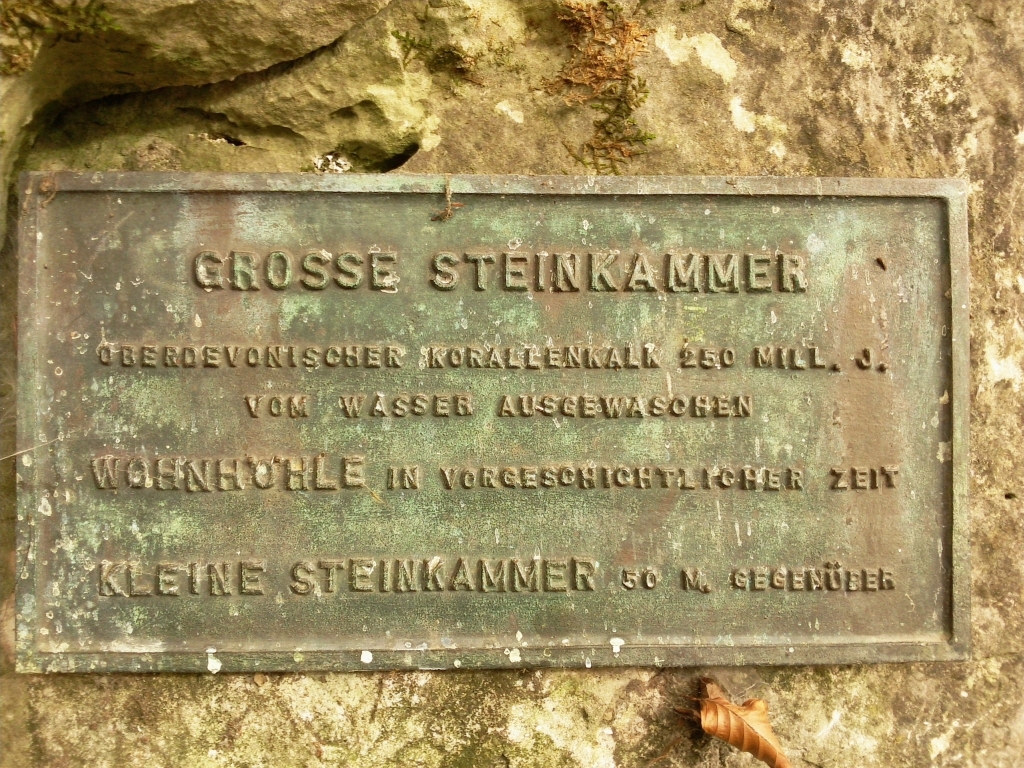 GROSSE STEINKAMMER
OBERDEVONISCHER KORALLENKALK 250 MILL. J.
VOM WASSER AUSGEWASCHEN
WOHNHÖHLE IN VORGESCHICHTLICHER ZEIT
KLEINE STEINKAMMER 50 M. GEGENÜBER